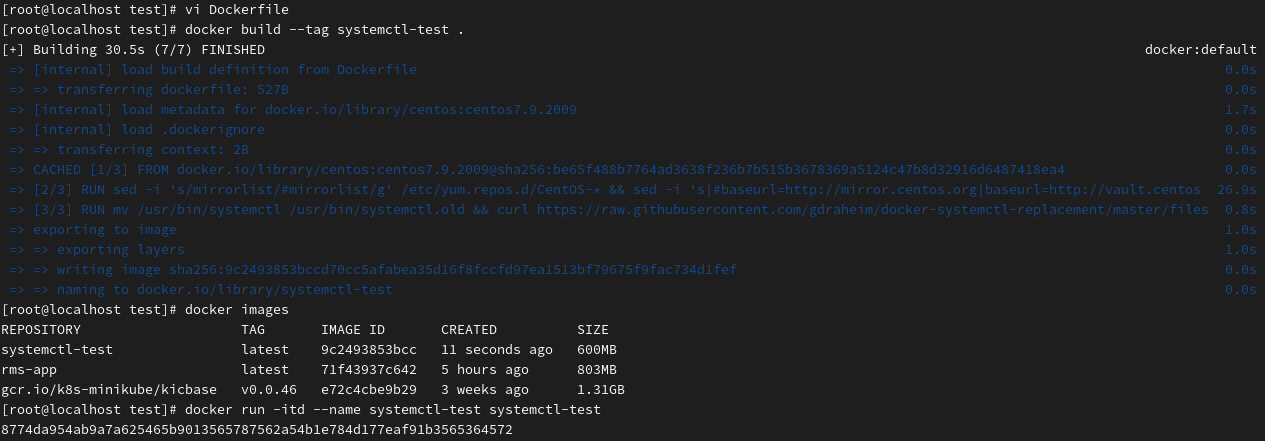 [root@localhost test]# vi Dockerfile
[root@localhost test]# docker build --tag systemctl-test .
[+] Building 30.5s (7/7) FINISHED docker:default
=> [internal] load build definition from Dockerfile 0.0s
=> => transferring dockerfile: 527B 0.0s
=> [internal] load metadata for docker.io/library/centos:centos7.9.2009 1.7s
=> [internal] load .dockerignore 0.0s
=> => transferring context: 2B 0.0s
=> CACHED [1/3] FROM docker.io/library/centos:centos7.9.2009@sha256:be65f488b7764ad3638f236b7b515b3678369a5124c47b8d32916d6487418ea4 0.0s
=> [2/3] RUN sed -i 's/mirrorlist/#mirrorlist/g' /etc/yum.repos.d/CentOS-* && sed -i 's|#baseurl=http://mirror.centos.org|baseurl=http://vault.centos 26.9s
=> [3/3] RUN mv /usr/bin/systemctl /usr/bin/systemctl.old && curl https://raw.githubusercontent.com/gdraheim/docker-systemctl-replacement/master/files 0.8s
=> exporting to image 1.0s
=> => exporting layers 1.0s
=> => writing image sha256:9c2493853bccd70cc5afabea35d16f8fccfd97ea1513bf79675f9fac734d1fef 0.0s
=> => naming to docker.io/library/systemctl-test 0.0s
[root@localhost test]# docker images
REPOSITORY TAG IMAGE ID CREATED SIZE
systemctl-test latest 9c2493853bcc 11 seconds ago 600MB
rms-app latest 71f43937c642 5 hours ago 803MB
gcr.io/k8s-minikube/kicbase v0.0.46 e72c4cbe9b29 3 weeks ago 1.31GB
[root@localhost test]# docker run -itd --name systemctl-test systemctl-test
8774da954ab9a7a625465b9013565787562a54b1e784d177eaf91b3565364572